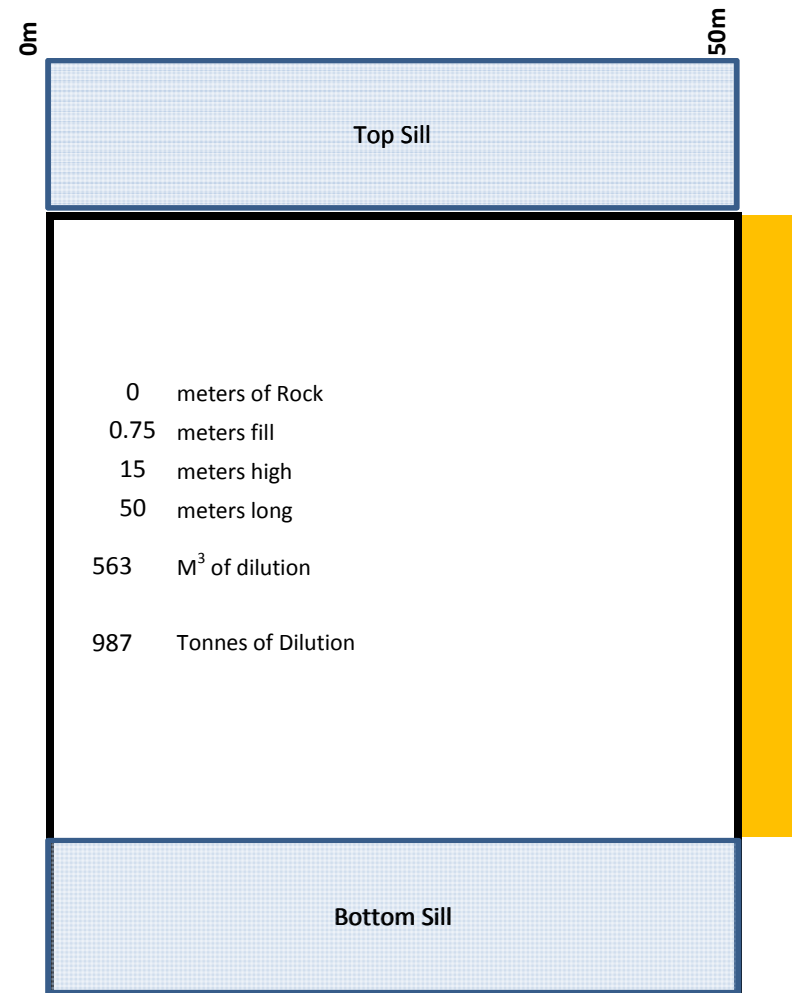 0m
50m
Top Sill
0 meters of Rock
0.75 meters fill
15 meters high
50 meters long
563 M³ of dilution
987 Tonnes of Dilution
Bottom Sill